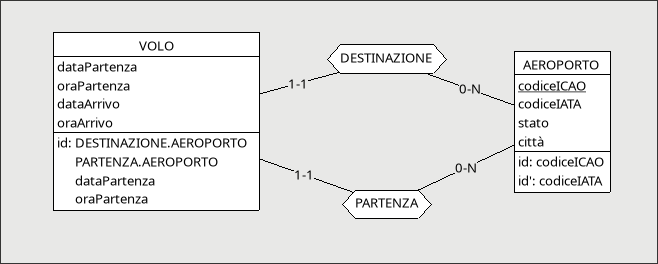 VOLO
dataPartenza
oraPartenza
dataArrivo
oraArrivo
id: DESTINAZIONE.AEROPORTO
PARTENZA.AEROPORTO
dataPartenza
oraPartenza
1-1
DESTINAZIONE
0-N
1-1
PARTENZA
0-N
AEROPORTO
codiceICAO
codiceIATA
stato
città
id: codiceICAO
id': codiceIATA